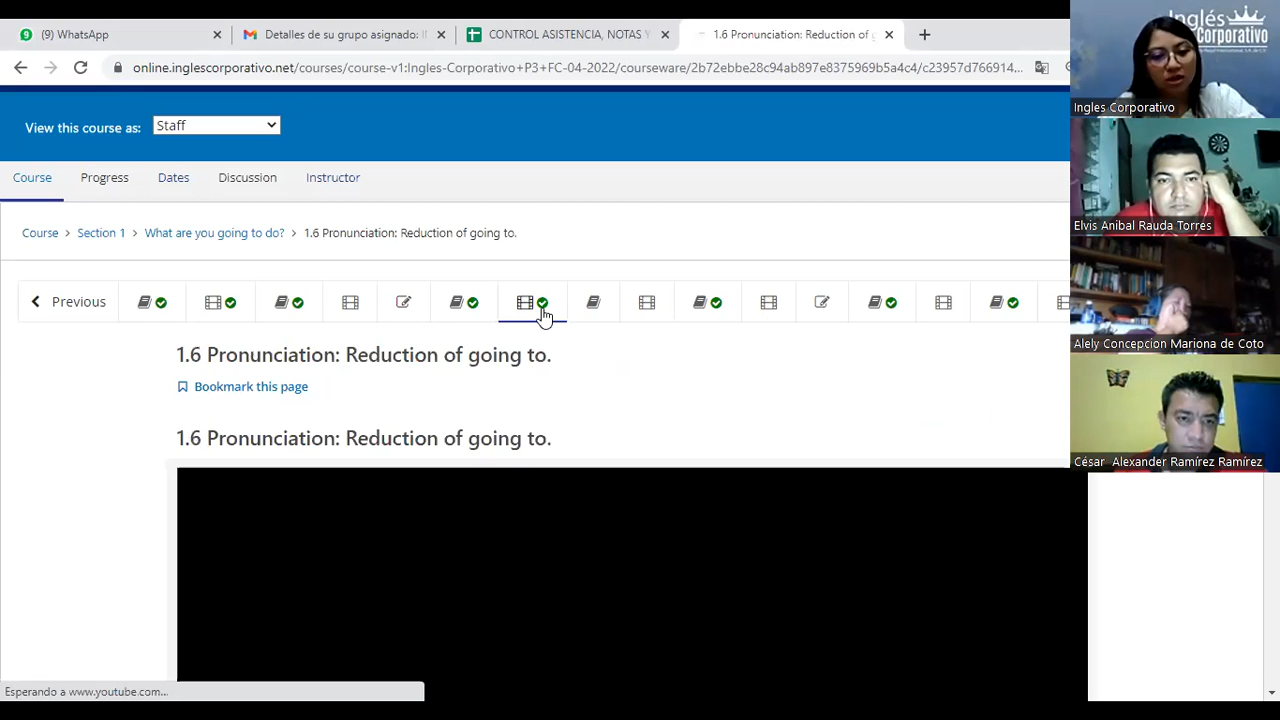 (9) WhatsApp
Detalles de su grupo asignado:
CONTROL ASISTENCIA, NOTAS Y
1.6 Pronunciation: Reduction of
online.inglescorporativo.net/courses/course-v1:Ingles-Corporativo+P3+EC-04-2022/courseware/2b72ebbe28c94ab897e8375969b5a4c4/c23957d766914...
View this course as:
Staff
Course
Progress
Dates
Discussion
Instructor
Course > Section 1 > What are you going to do? > 1.6 Pronunciation: Reduction of going to.
Previous
1.6 Pronunciation: Reduction of going to.
Bookmark this page
1.6 Pronunciation: Reduction of going to.
Esperando a www.youtube.com...
Inglés
Corporativo
Ingles Corporativo
Elvis Anibal Rauda Torres
Alely Concepcion Mariona de Coto
César Alexander Ramírez Ramírez